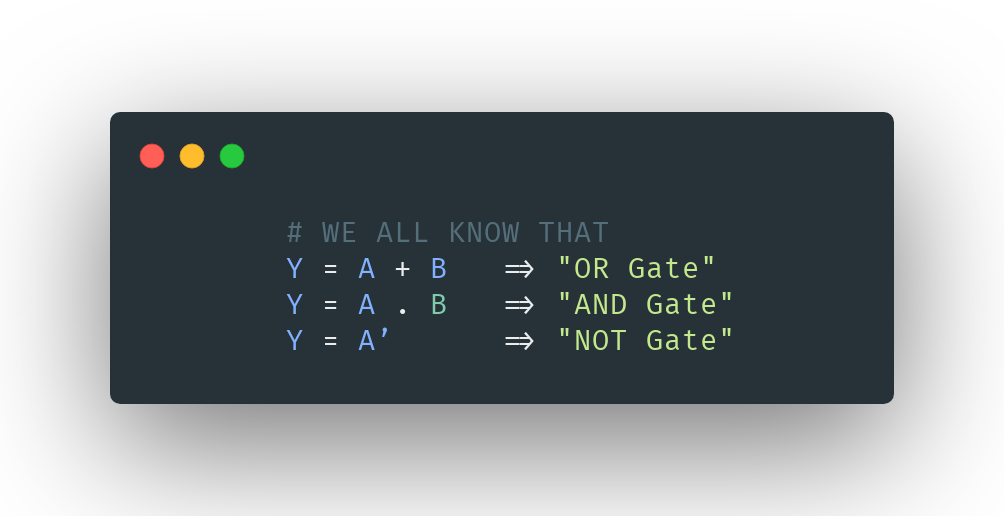 # WE ALL KNOW THAT
Y = A + B   => "OR Gate"
Y = A . B   => "AND Gate"
Y = A’      => "NOT Gate"